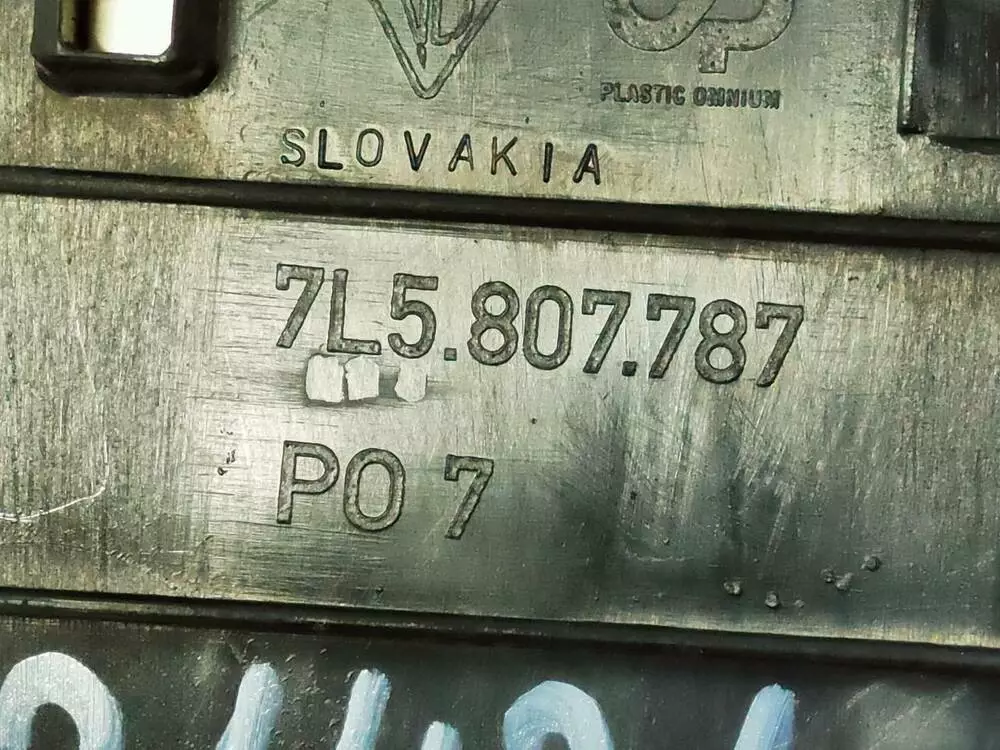 PLASTIC OMNIUM
SLOVAKIA
7L5.807.787
PO 7